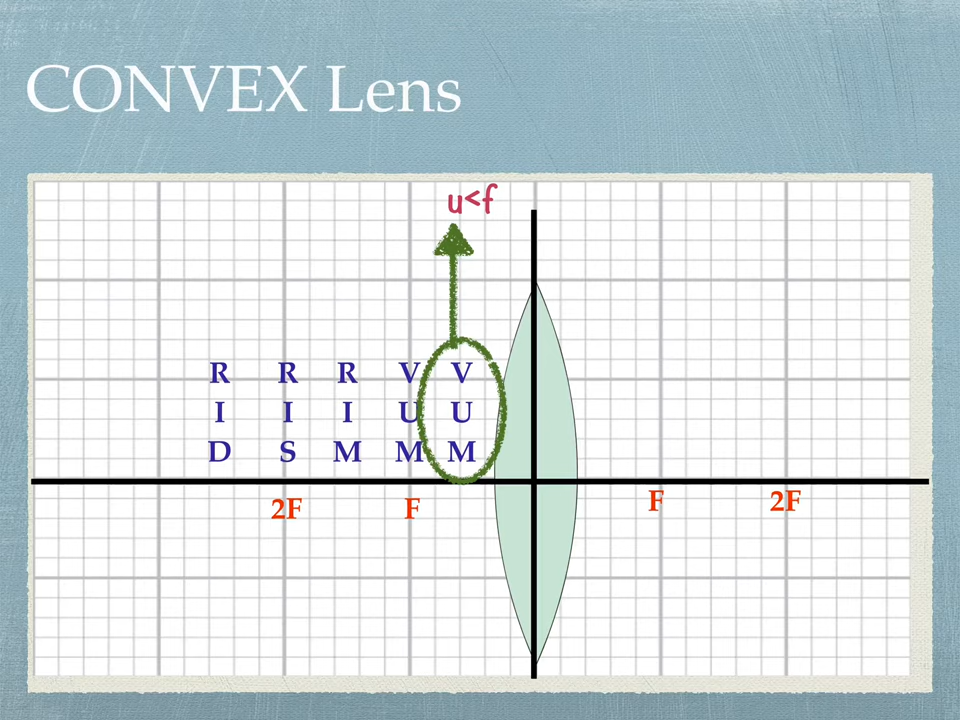 CONVEX Lens
u<f
R R R V V
I I I U U
D S M M M
2F F F 2F